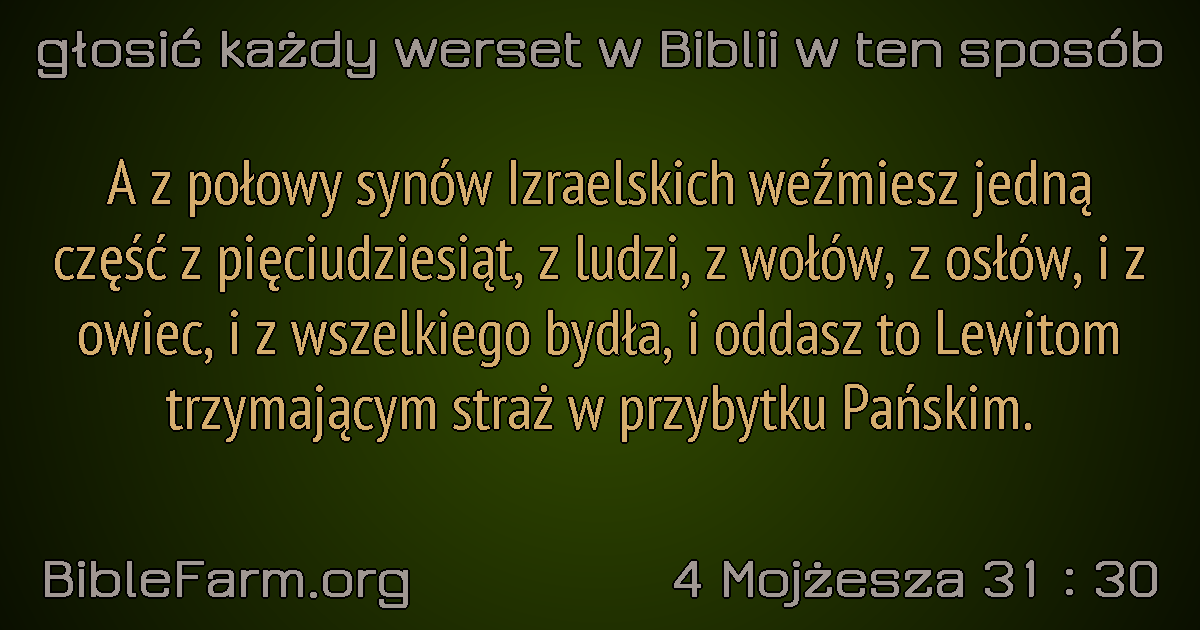 głosić każdy werset w Biblii w ten sposób
A z połowy synów Izraelskich weźmiesz jedną
część z pięciudziesiąt, z ludzi, z wołów, z osłów, i z
owiec, i z wszelkiego bydła, i oddasz to Lewitom
trzymającym straż w przybytku Pańskim.
BibleFarm.org
4 Mojżesza 31 : 30